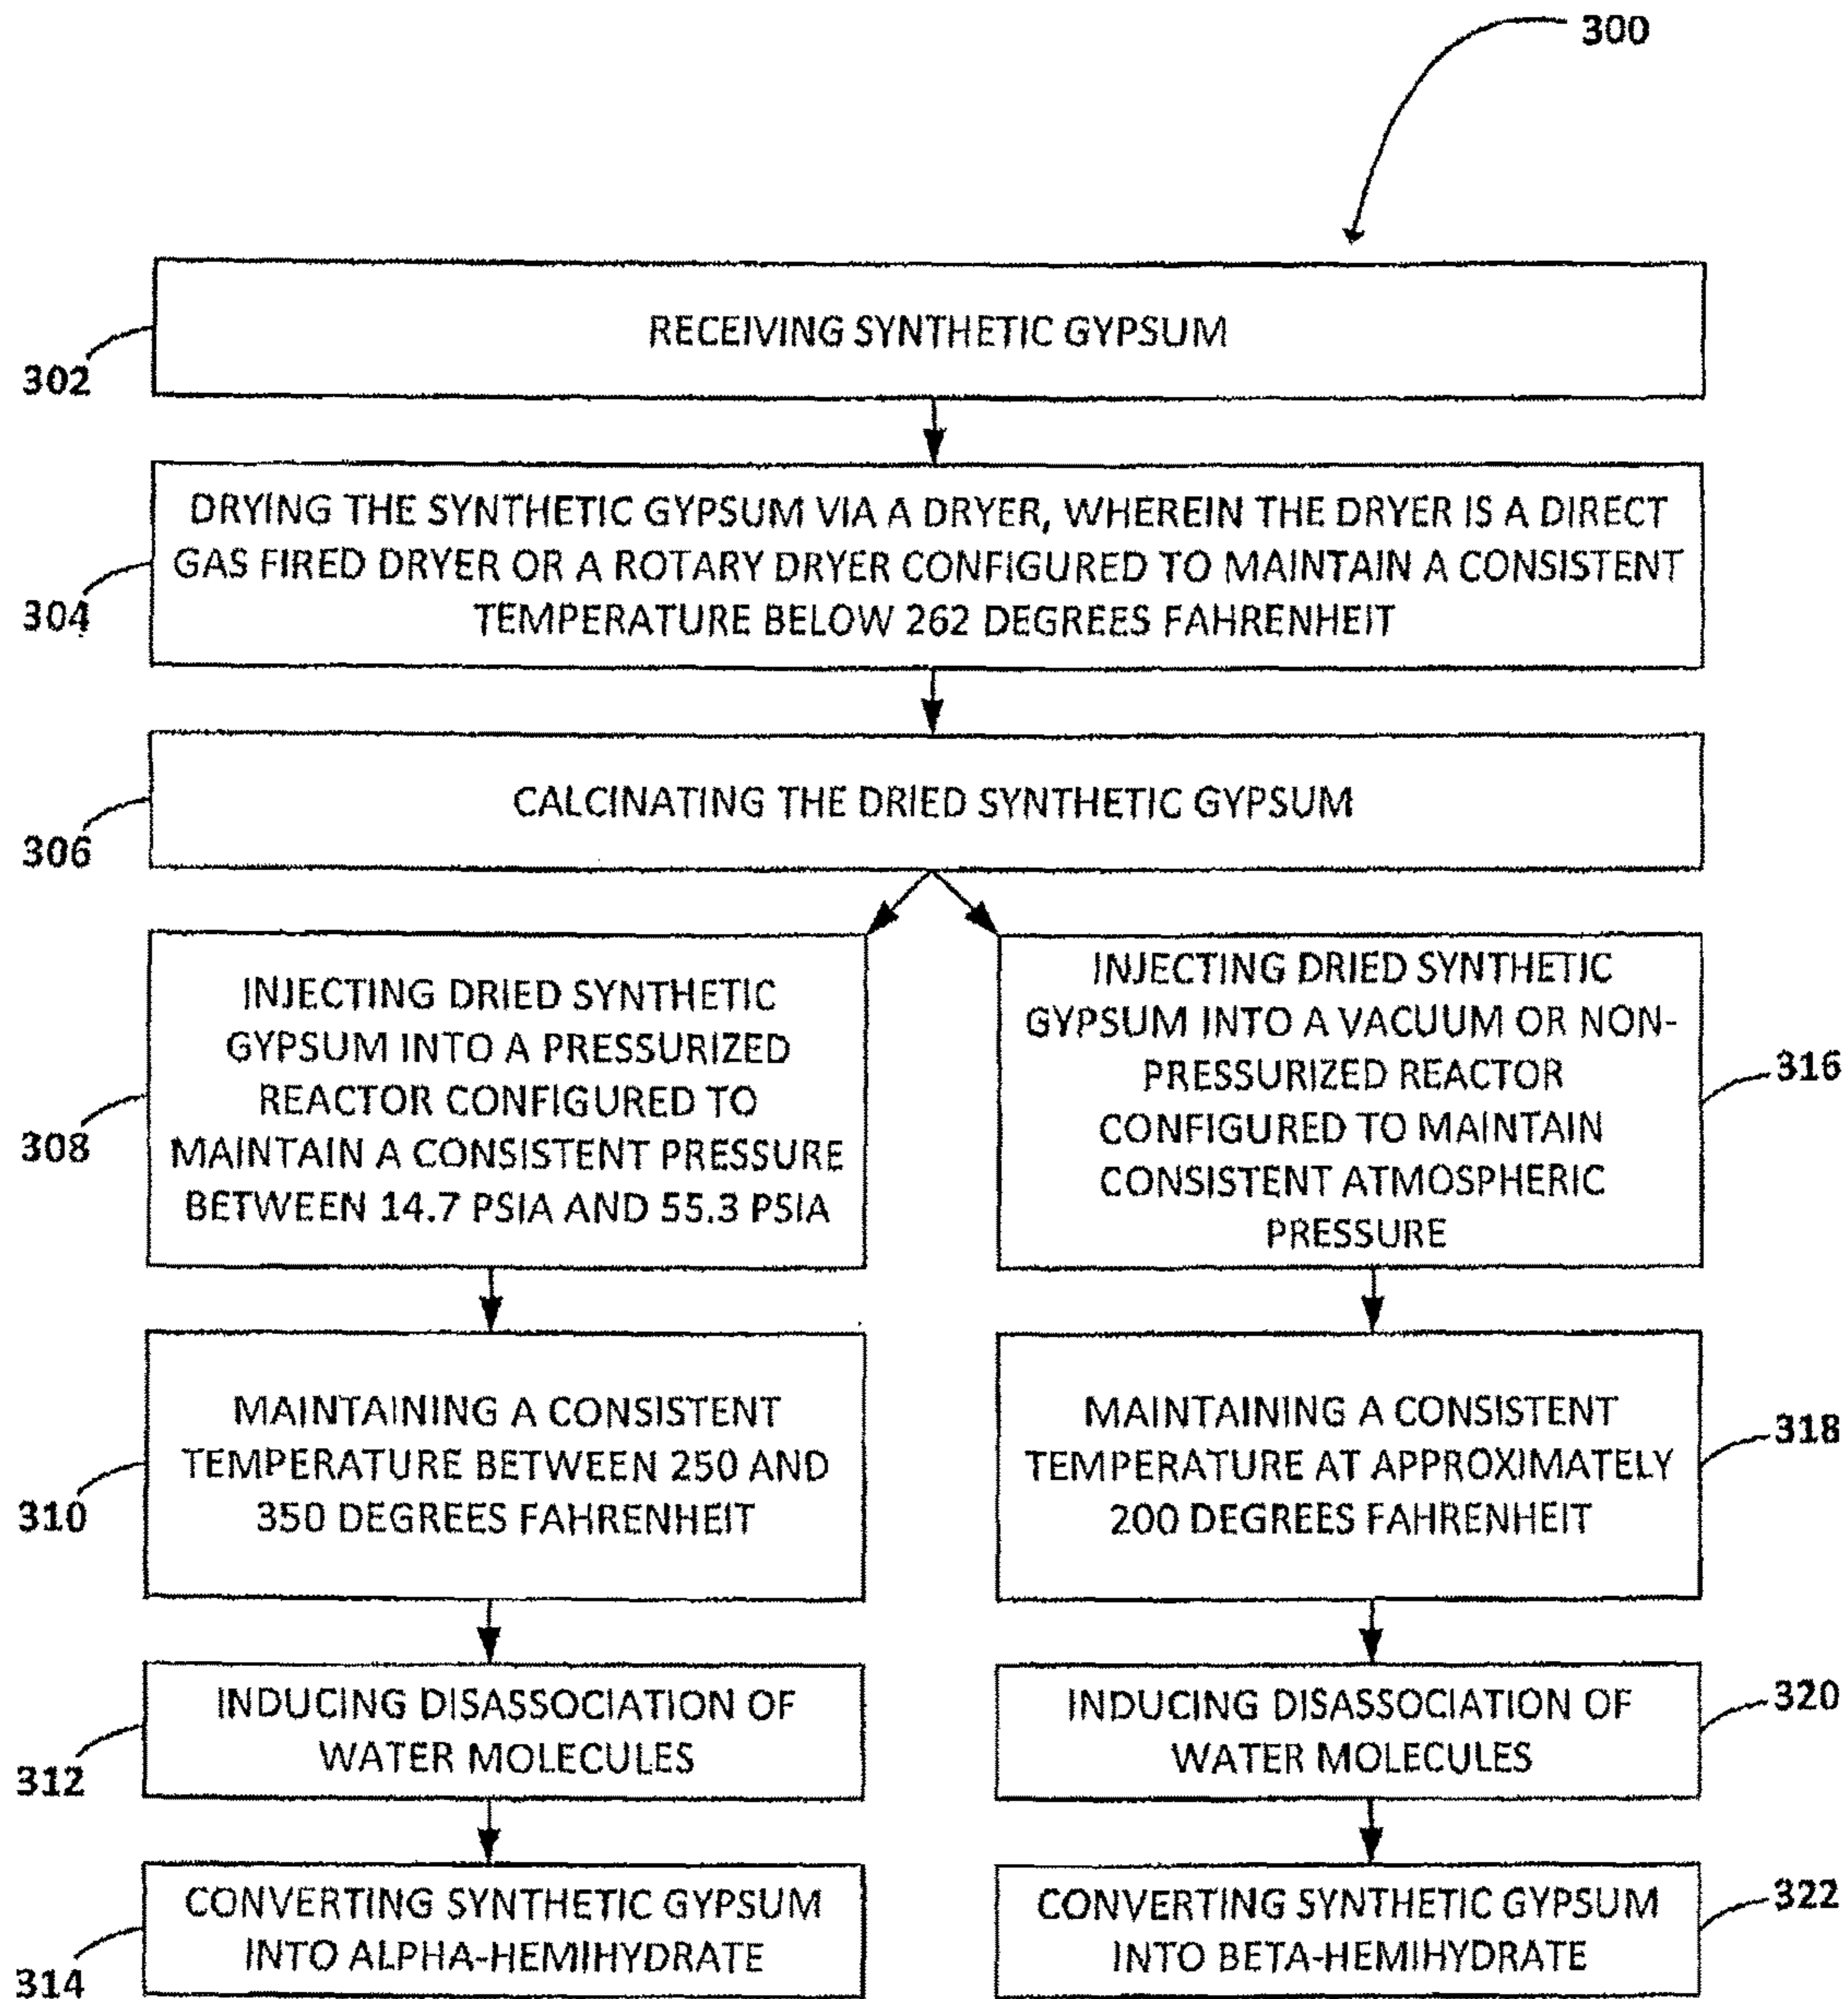 300
RECEIVING SYNTHETIC GYPSUM
302
DRYING THE SYNTHETIC GYPSUM VIA A DRYER, WHEREIN THE DRYER IS A DIRECT
GAS FIRED DRYER OR A ROTARY DRYER CONFIGURED TO MAINTAIN A CONSISTENT
TEMPERATURE BELOW 262 DEGREES FAHRENHEIT
304
CALCINATING THE DRIED SYNTHETIC GYPSUM
306
INJECTING DRIED SYNTHETIC
GYPSUM INTO A PRESSURIZED
REACTOR CONFIGURED TO
MAINTAIN A CONSISTENT PRESSURE
BETWEEN 14.7 PSIA AND 55.3 PSIA
308
INJECTING DRIED SYNTHETIC
GYPSUM INTO A VACUUM OR NON-
PRESSURIZED REACTOR
CONFIGURED TO MAINTAIN
CONSISTENT ATMOSPHERIC
PRESSURE
316
MAINTAINING A CONSISTENT
TEMPERATURE BETWEEN 250 AND
350 DEGREES FAHRENHEIT
310
MAINTAINING A CONSISTENT
TEMPERATURE AT APPROXIMATELY
200 DEGREES FAHRENHEIT
318
INDUCING DISASSOCIATION OF
WATER MOLECULES
312
INDUCING DISASSOCIATION OF
WATER MOLECULES
320
CONVERTING SYNTHETIC GYPSUM
INTO ALPHA-HEMIHYDRATE
314
CONVERTING SYNTHETIC GYPSUM
INTO BETA-HEMIHYDRATE
322